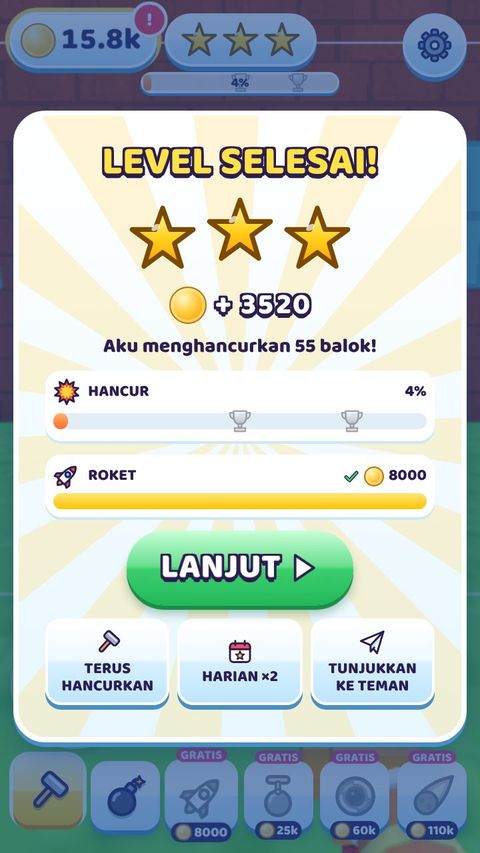 15.8k
!
4%
LEVEL SELESAI!
+ 3520
Aku menghancurkan 55 balok!
HANCUR
4%
ROKET
8000
LANJUT
TERUS
HANCURKAN
HARIAN ×2
TUNJUKKAN
KE TEMAN
GRATIS
GRATIS
GRATIS
GRATIS
8000
25k
60k
110k